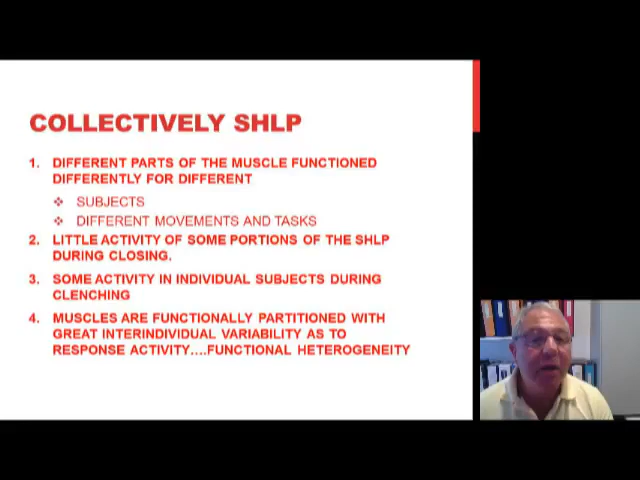 COLLECTIVELY SHLP
1. DIFFERENT PARTS OF THE MUSCLE FUNCTIONED
DIFFERENTLY FOR DIFFERENT
❖ SUBJECTS
❖ DIFFERENT MOVEMENTS AND TASKS
2. LITTLE ACTIVITY OF SOME PORTIONS OF THE SHLP
DURING CLOSING.
3. SOME ACTIVITY IN INDIVIDUAL SUBJECTS DURING
CLENCHING
4. MUSCLES ARE FUNCTIONALLY PARTITIONED WITH
GREAT INTERINDIVIDUAL VARIABILITY AS TO
RESPONSE ACTIVITY....FUNCTIONAL HETEROGENEITY